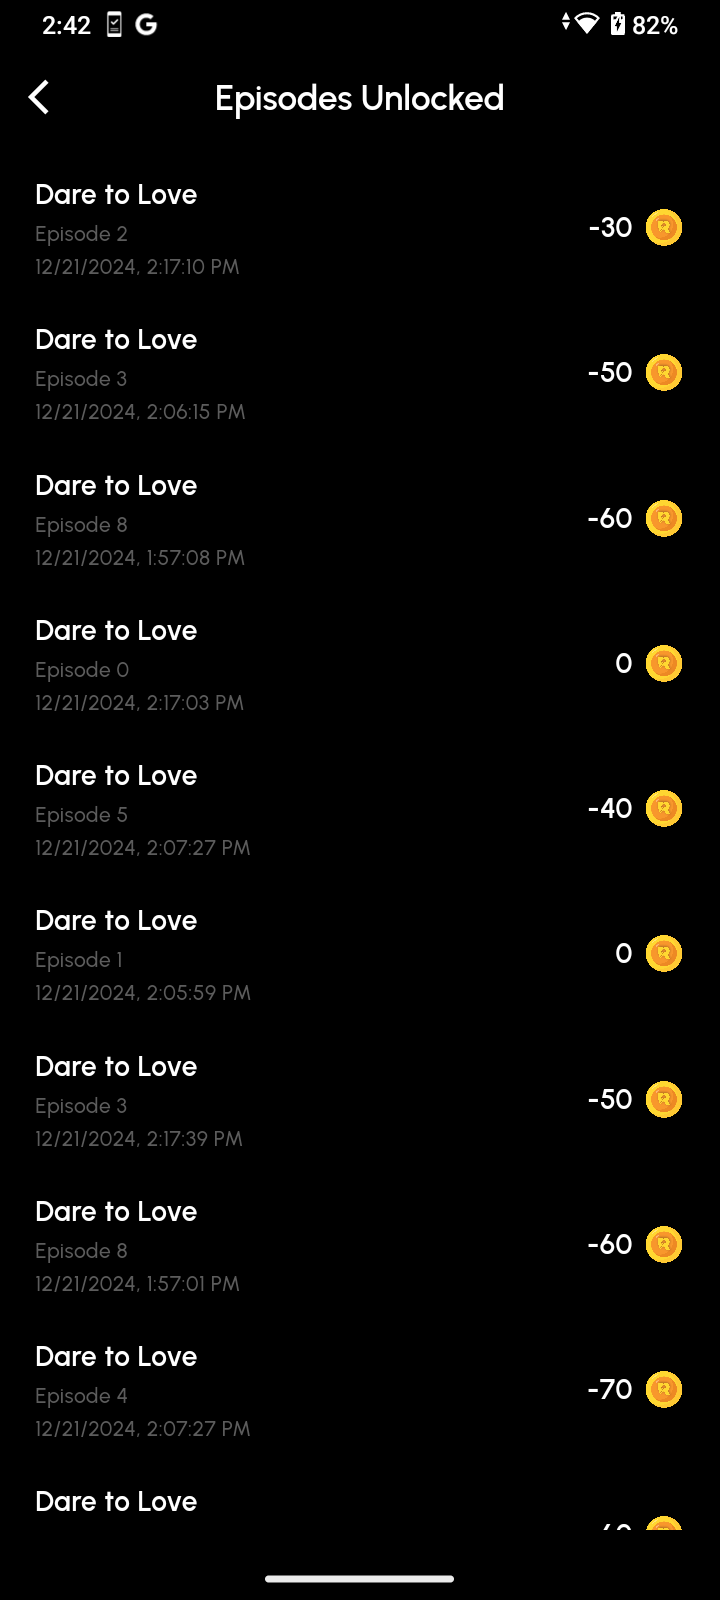 2:42 G 82%
Episodes Unlocked
Dare to Love
Episode 2
-30
12/21/2024, 2:17:10 PM
Dare to Love
Episode 3
-50
12/21/2024, 2:06:15 PM
Dare to Love
Episode 8
-60
12/21/2024, 1:57:08 PM
Dare to Love
Episode 0
0
12/21/2024, 2:17:03 PM
Dare to Love
Episode 5
-40
12/21/2024, 2:07:27 PM
Dare to Love
Episode 1
0
12/21/2024, 2:05:59 PM
Dare to Love
Episode 3
-50
12/21/2024, 2:17:39 PM
Dare to Love
Episode 8
-60
12/21/2024, 1:57:01 PM
Dare to Love
Episode 4
-70
12/21/2024, 2:07:27 PM
Dare to Love